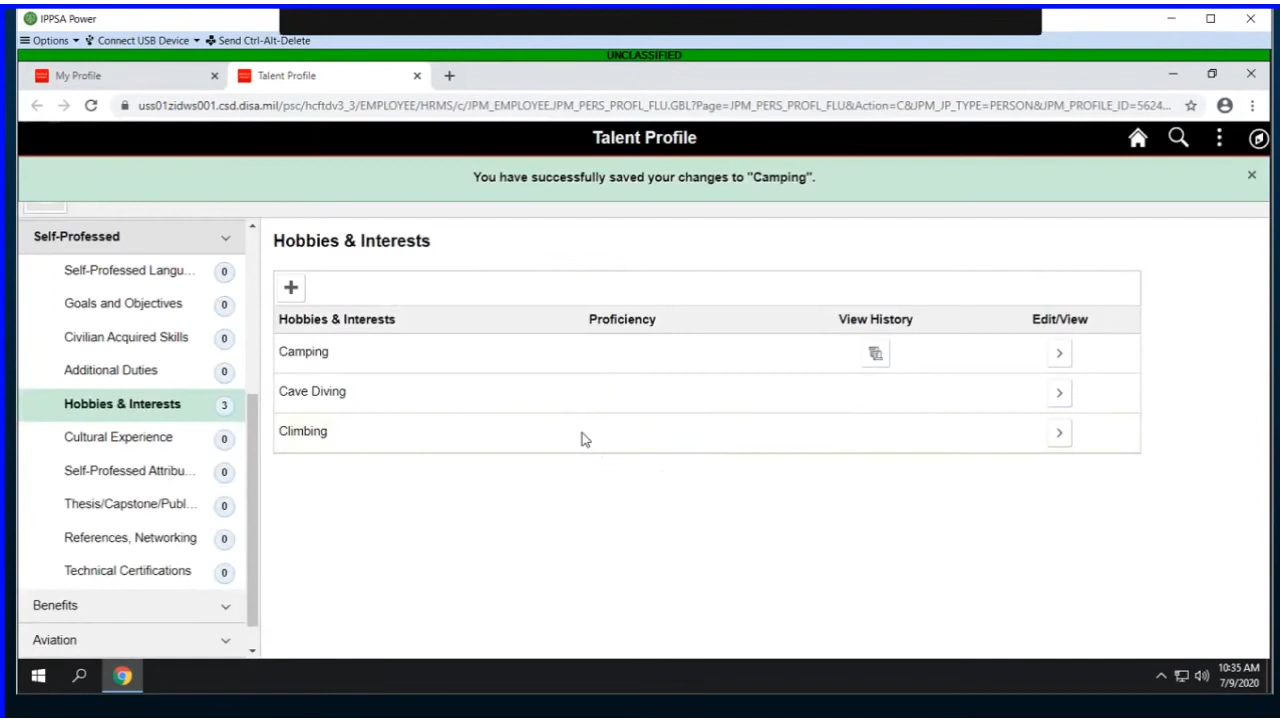 IPPSA Power
Options Connect USB Device Send Ctrl-Alt-Delete
UNCLASSIFIED
My Profile Talent Profile
uss01zidws001.csd.disa.mil/psc/hcftdv3_3/EMPLOYEE/HRMS/c/JPM_EMPLOYEE.JPM_PERS_PROFL_FLU.GBL?Page=JPM_PERS_PROFL_FLU&Action=C&JPM_JP_TYPE=PERSON&JPM_PROFILE_ID=5624...
Talent Profile
You have successfully saved your changes to "Camping".
Self-Professed
Self-Professed Langu... 0
Goals and Objectives 0
Civilian Acquired Skills 0
Additional Duties 0
Hobbies & Interests 3
Cultural Experience 0
Self-Professed Attribu... 0
Thesis/Capstone/Publ... 0
References, Networking 0
Technical Certifications 0
Benefits
Aviation
Hobbies & Interests
Hobbies & Interests Proficiency View History Edit/View
Camping
Cave Diving
Climbing
10:35 AM
7/9/2020